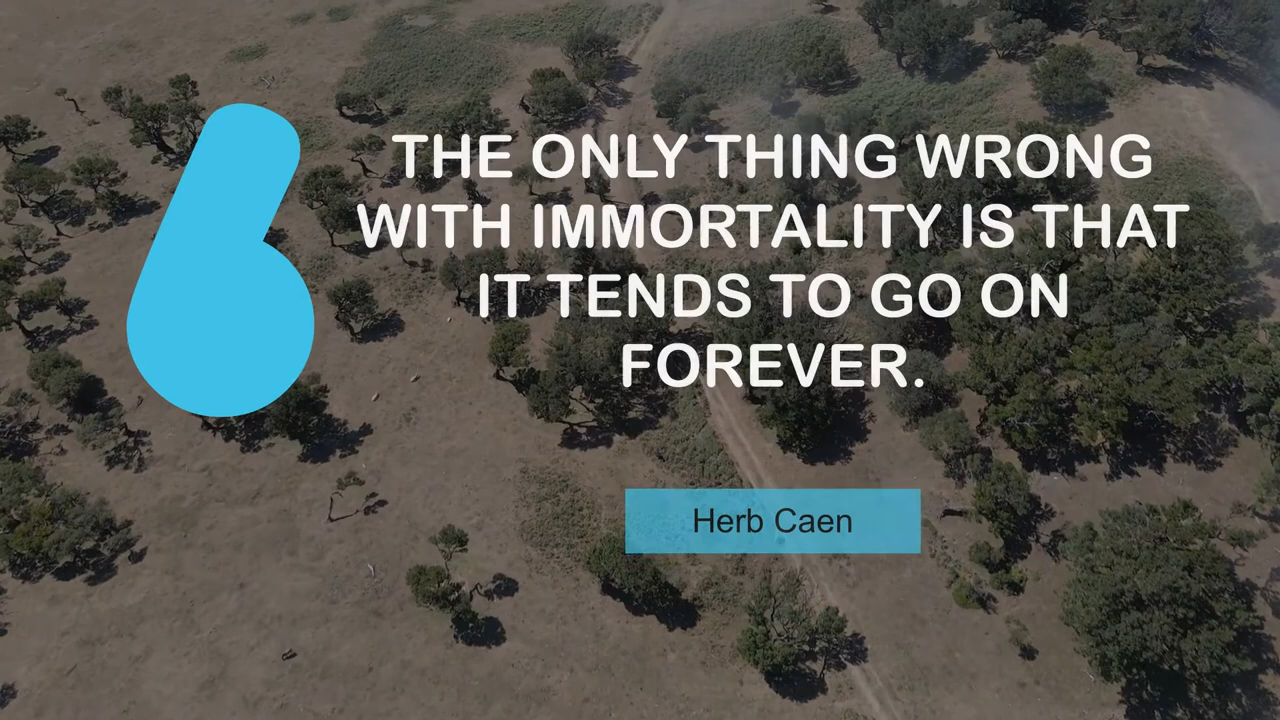 THE ONLY THING WRONG
WITH IMMORTALITY IS THAT
IT TENDS TO GO ON
FOREVER.
Herb Caen